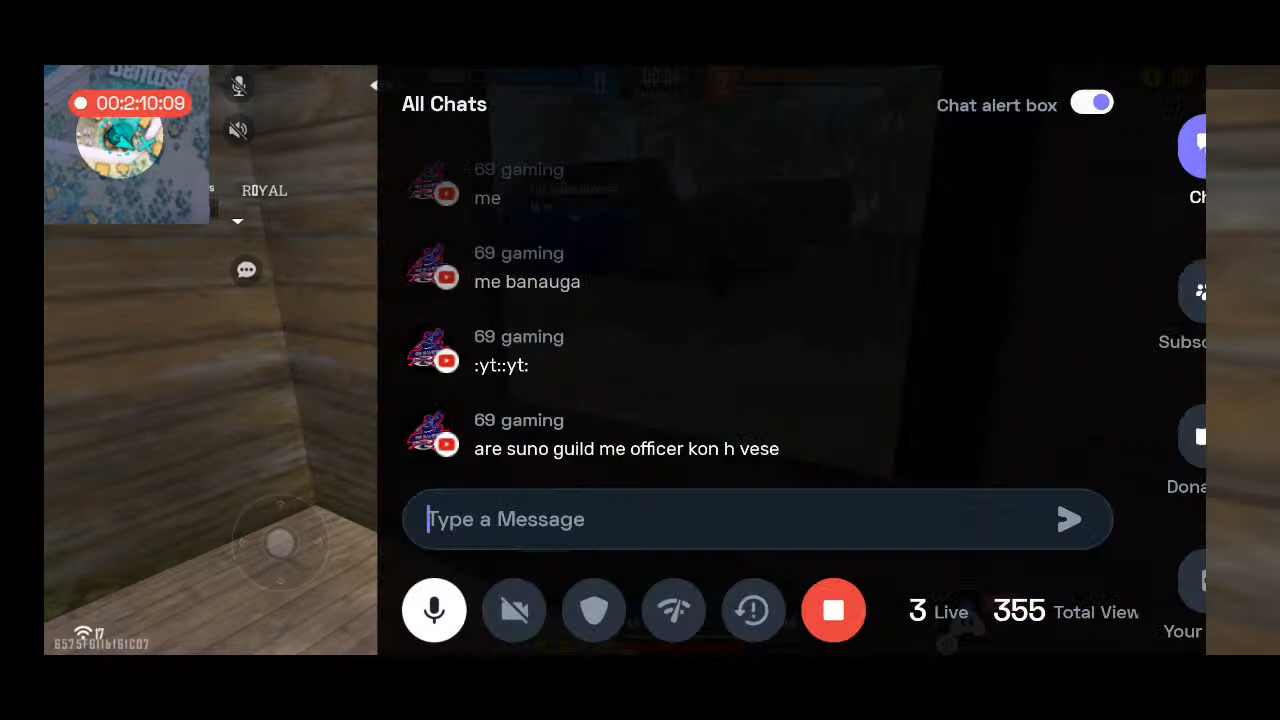 00:2:10:09
ROYAL
All Chats
Chat alert box
69 gaming
me
69 gaming
me banauga
69 gaming
:yt::yt:
69 gaming
are suno guild me officer kon h vese
Type a Message
3 Live 355 Total View
Ch
Subsc
Dona
Your
17